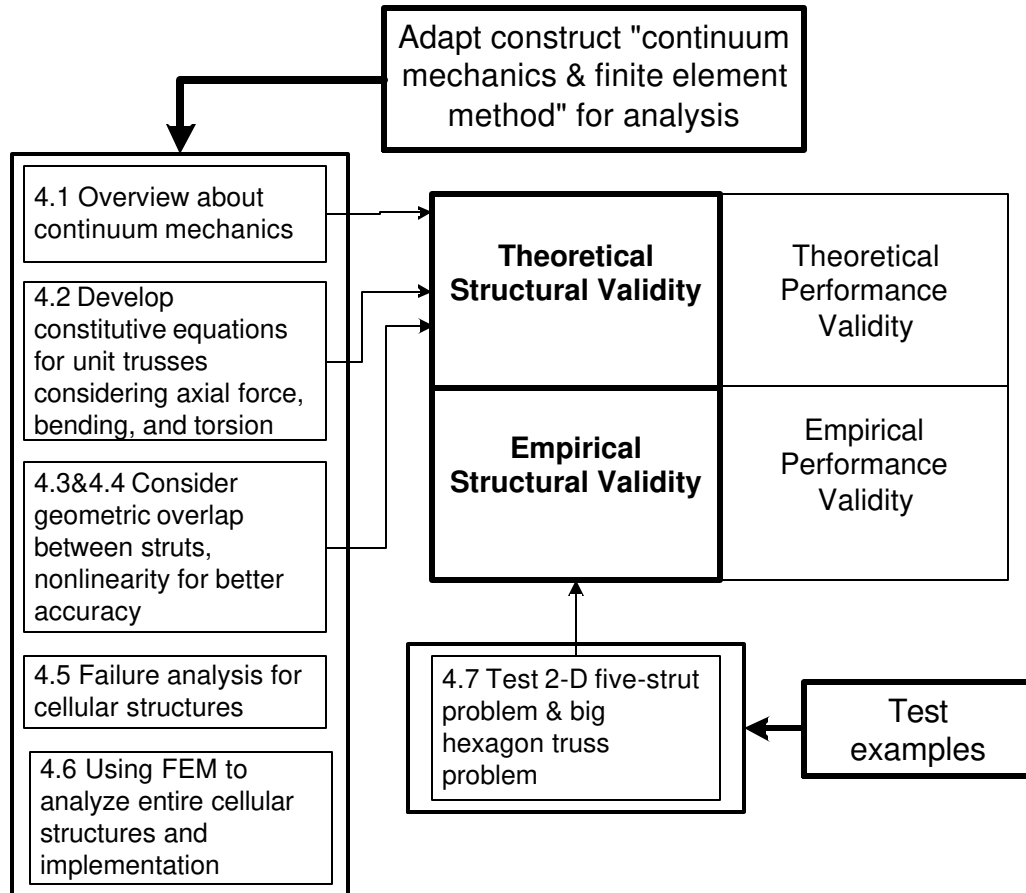 Adapt construct "continuum
mechanics & finite element
method" for analysis
4.1 Overview about
continuum mechanics
4.2 Develop
constitutive equations
for unit trusses
considering axial force,
bending, and torsion
4.3&4.4 Consider
geometric overlap
between struts,
nonlinearity for better
accuracy
4.5 Failure analysis for
cellular structures
4.6 Using FEM to
analyze entire cellular
structures and
implementation
Theoretical
Structural Validity
Theoretical
Performance
Validity
Empirical
Structural Validity
Empirical
Performance
Validity
4.7 Test 2-D five-strut
problem & big
hexagon truss
problem
Test
examples